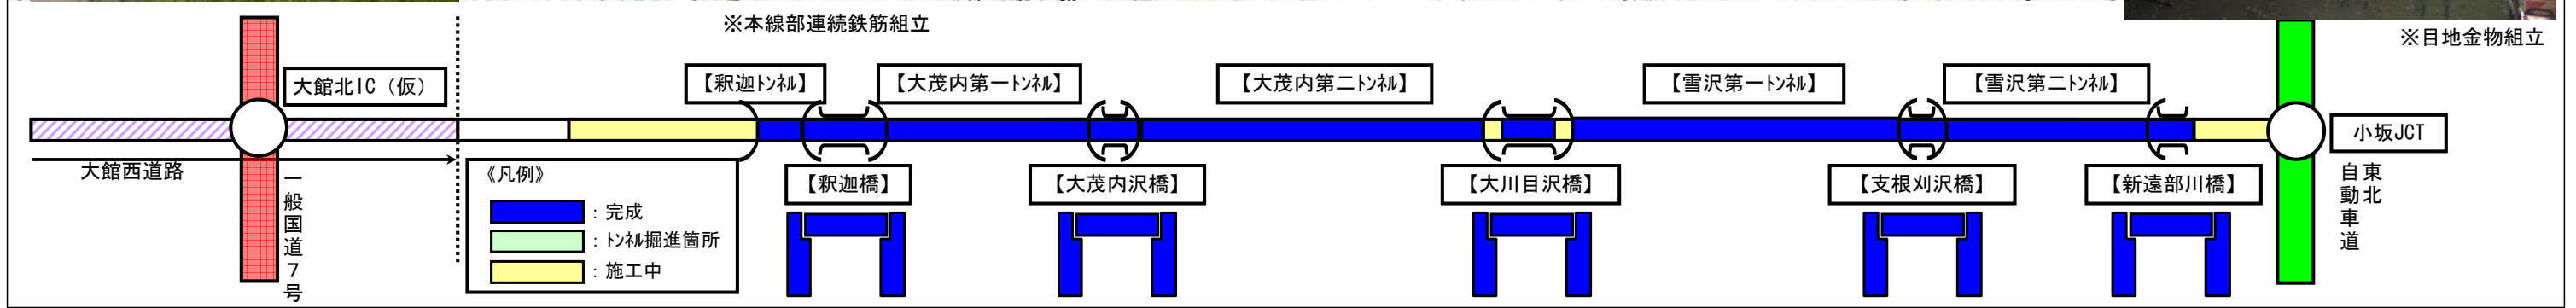 ※本線部連続鉄筋組立
※目地金物組立
大館北IC（仮）
【釈迦ﾄﾝﾈﾙ】
【大茂内第一ﾄﾝﾈﾙ】
【大茂内第二ﾄﾝﾈﾙ】
【雪沢第一ﾄﾝﾈﾙ】
【雪沢第二ﾄﾝﾈﾙ】
小坂JCT
大館西道路
一般国道７号
《凡例》
：完成
：ﾄﾝﾈﾙ掘進箇所
：施工中
【釈迦橋】
【大茂内沢橋】
【大川目沢橋】
【支根刈沢橋】
【新遠部川橋】
東北
自動車道